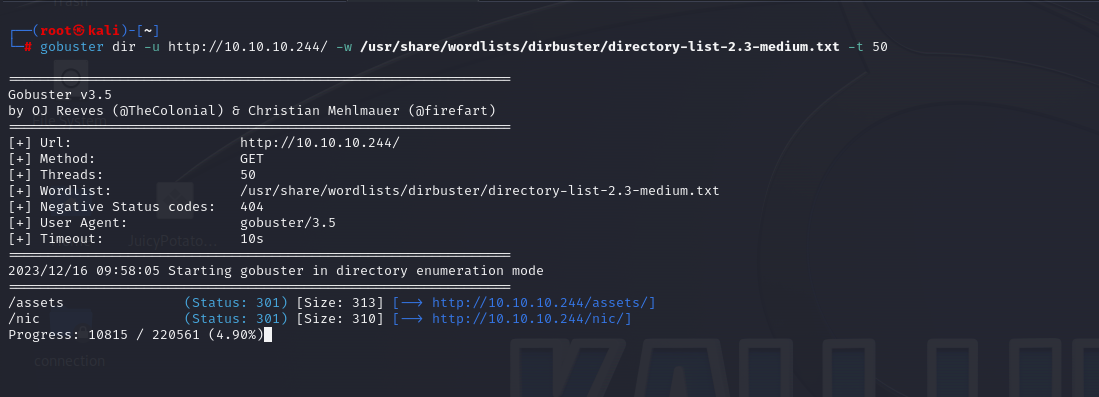 Trash
┌──(root㉿kali)-[~]
└─# gobuster dir -u http://10.10.10.244/ -w /usr/share/wordlists/dirbuster/directory-list-2.3-medium.txt -t 50
===============================================================
Gobuster v3.5
by OJ Reeves (@TheColonial) & Christian Mehlmauer (@firefart)
===============================================================
[+] Url:                     http://10.10.10.244/
[+] Method:                  GET
[+] Threads:                 50
[+] Wordlist:                /usr/share/wordlists/dirbuster/directory-list-2.3-medium.txt
[+] Negative Status codes:   404
[+] User Agent:              gobuster/3.5
[+] Timeout:                 10s
JuicyPotato...
===============================================================
2023/12/16 09:58:05 Starting gobuster in directory enumeration mode
===============================================================
/assets               (Status: 301) [Size: 313] [--> http://10.10.10.244/assets/]
/nic                  (Status: 301) [Size: 310] [--> http://10.10.10.244/nic/]
Progress: 10815 / 220561 (4.90%)
connection